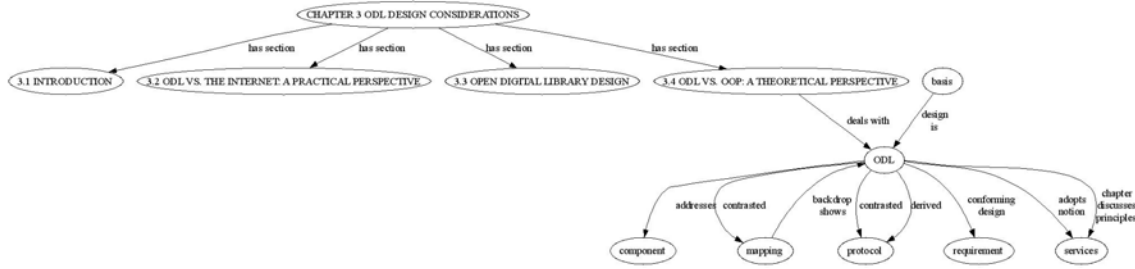 CHAPTER 3 ODL DESIGN CONSIDERATIONS
has section
has section
has section
has section
3.1 INTRODUCTION
3.2 ODL VS. THE INTERNET: A PRACTICAL PERSPECTIVE
3.3 OPEN DIGITAL LIBRARY DESIGN
3.4 ODL VS. OOP: A THEORETICAL PERSPECTIVE
basis
deals with
design
is
ODL
addresses
contrasted
backdrop
shows
contrasted
derived
conforming
design
adopts
notion
chapter
discusses
principles
component
mapping
protocol
requirement
services